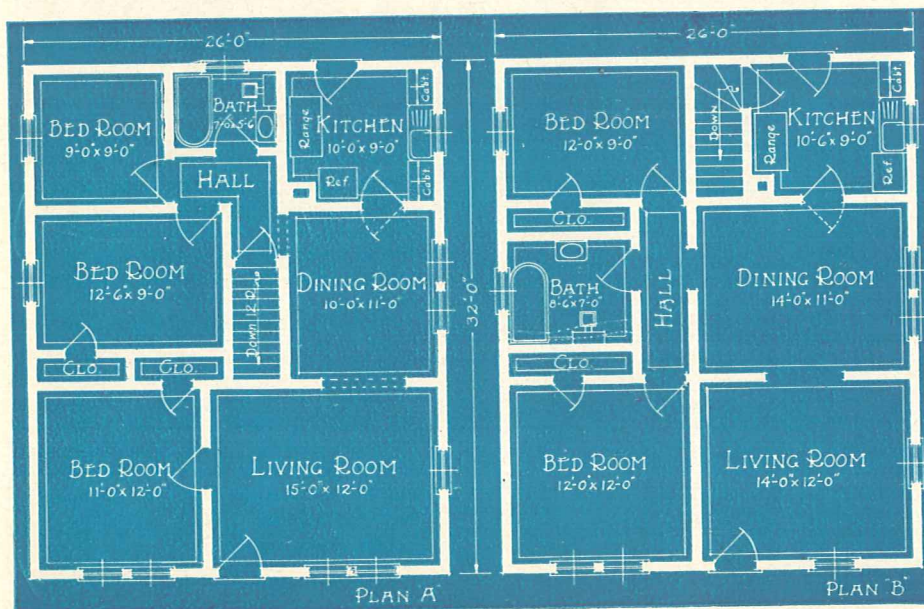 26'-0"
BED ROOM
9'-0" x 9'-0"
BATH
7'-0" x 5'-6"
Range
KITCHEN
10'-0" x 9'-0"
Cab't.
Cab't.
Ref.
HALL
BED ROOM
12'-6" x 9'-0"
DINING ROOM
10'-0" x 11'-0"
Down 12 R
CLO.
CLO.
BED ROOM
11'-0" x 12'-0"
LIVING ROOM
15'-0" x 12'-0"
PLAN "A"
32'-0"
26'-0"
BED ROOM
12'-0" x 9'-0"
Down
Range
KITCHEN
10'-6" x 9'-0"
Cab't.
Ref.
CLO.
BATH
8'-6" x 7'-0"
HALL
DINING ROOM
14'-0" x 11'-0"
CLO.
BED ROOM
12'-0" x 12'-0"
LIVING ROOM
14'-0" x 12'-0"
PLAN "B"